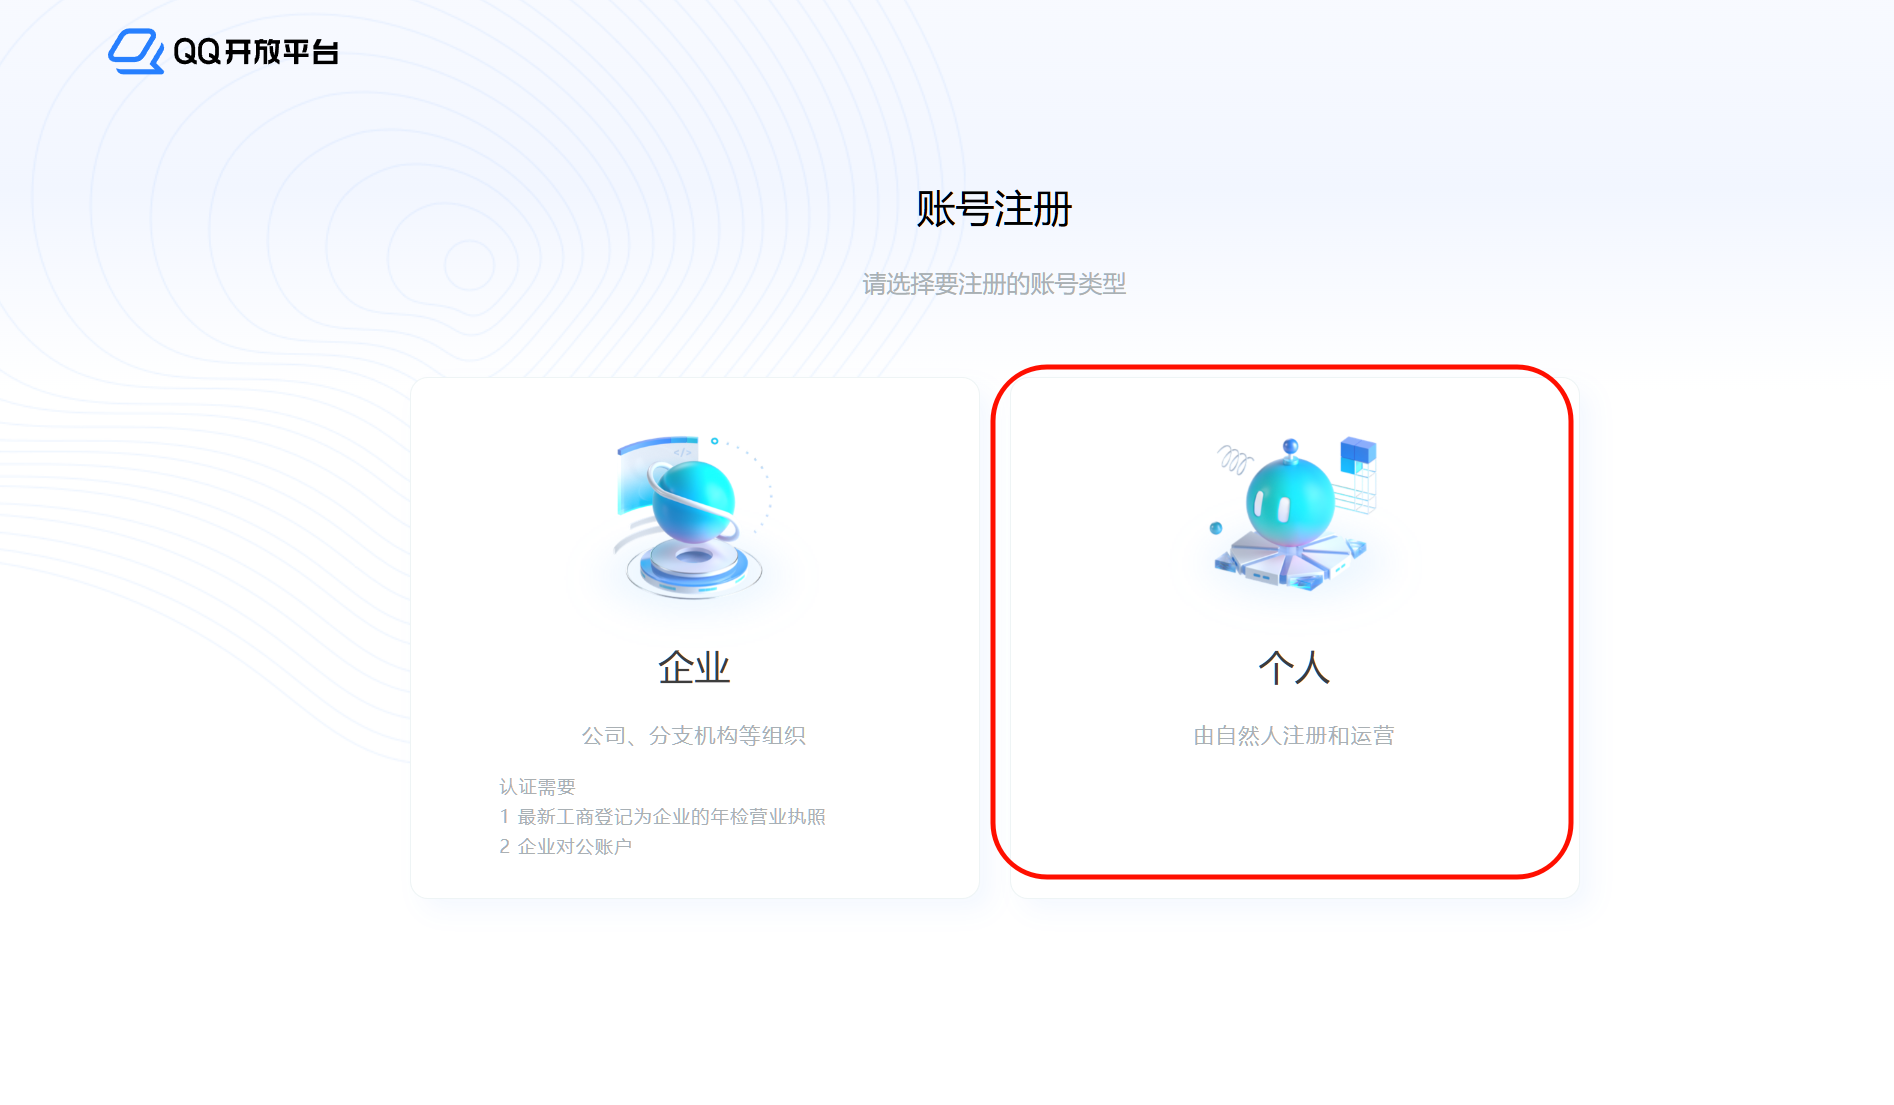 QQ开放平台
账号注册
请选择要注册的账号类型
</>
企业
公司、分支机构等组织
认证需要
1 最新工商登记为企业的年检营业执照
2 企业对公账户
个人
由自然人注册和运营